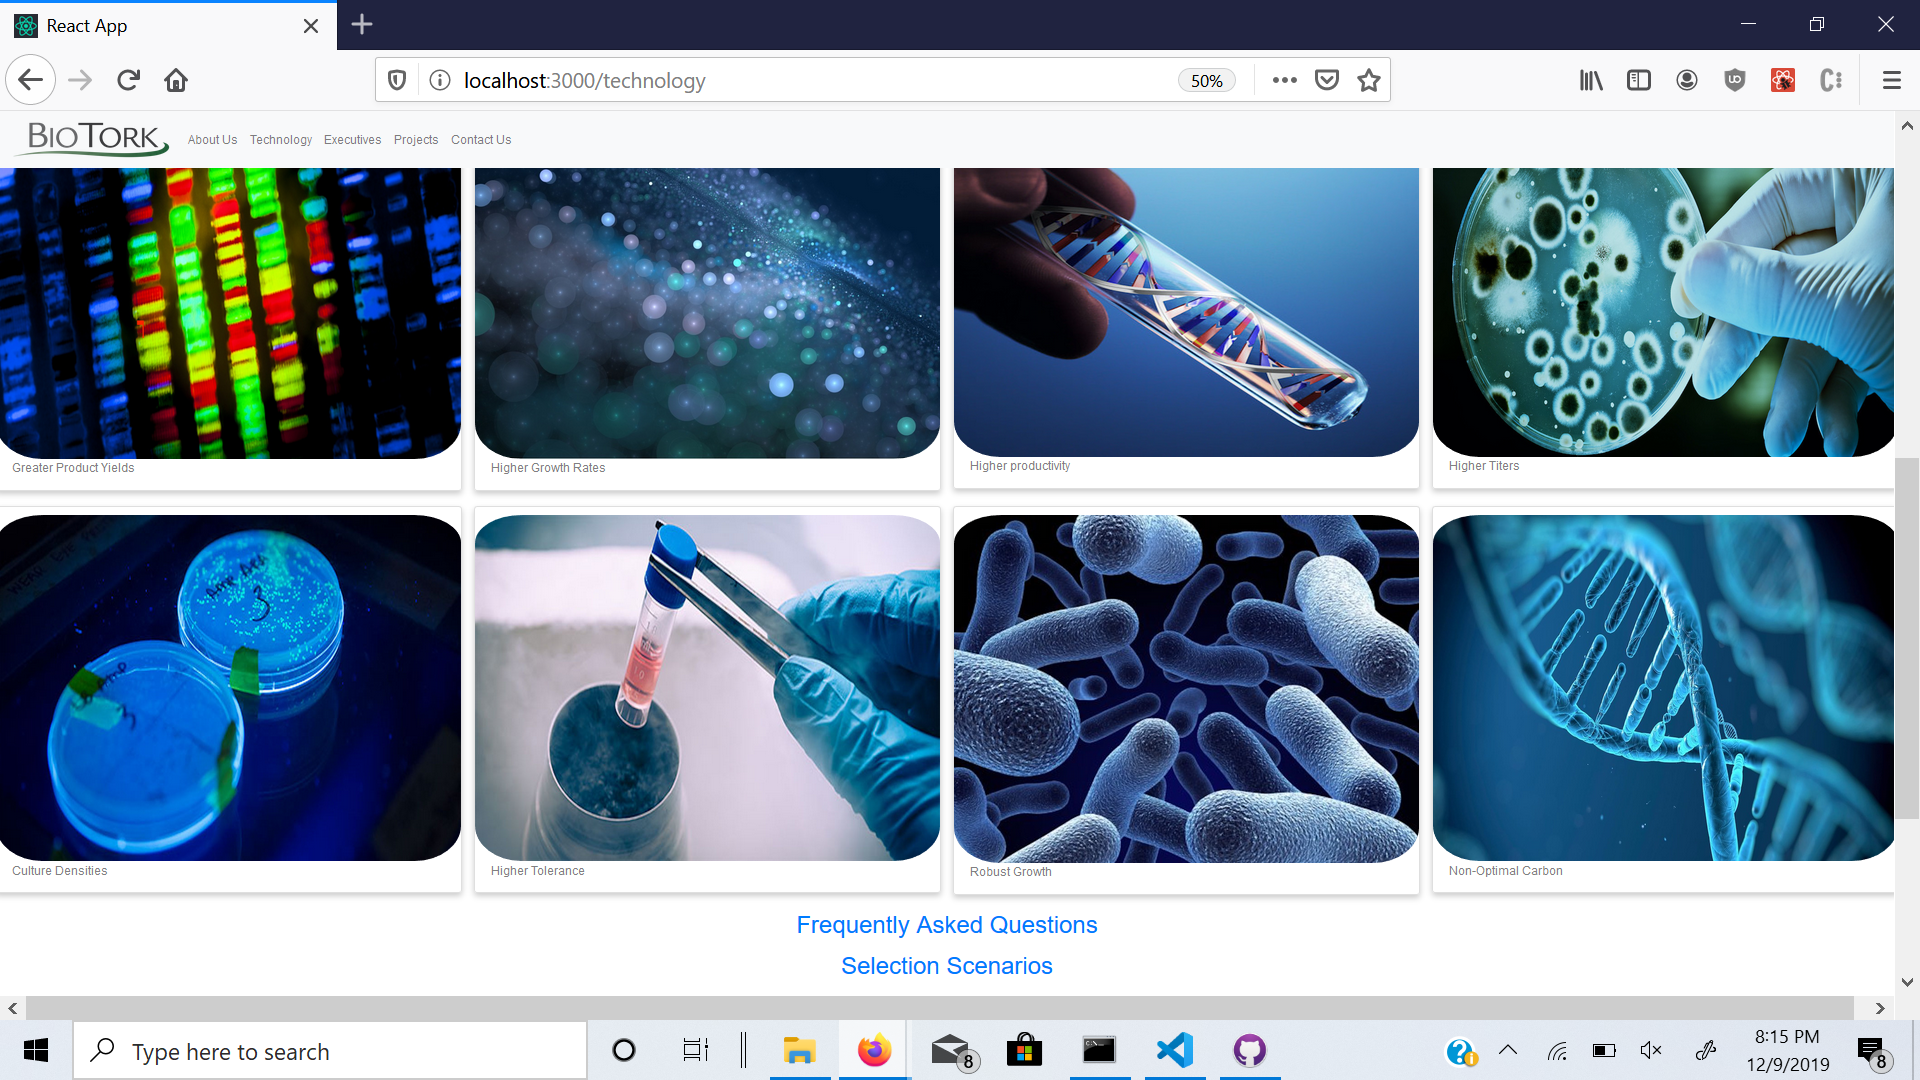 React App
localhost:3000/technology
50%
BIOTORK
About Us Technology Executives Projects Contact Us
Greater Product Yields
Higher Growth Rates
Higher productivity
Higher Titers
3
Culture Densities
Higher Tolerance
Robust Growth
Non-Optimal Carbon
Frequently Asked Questions
Selection Scenarios
Type here to search
8
8:15 PM
12/9/2019
8